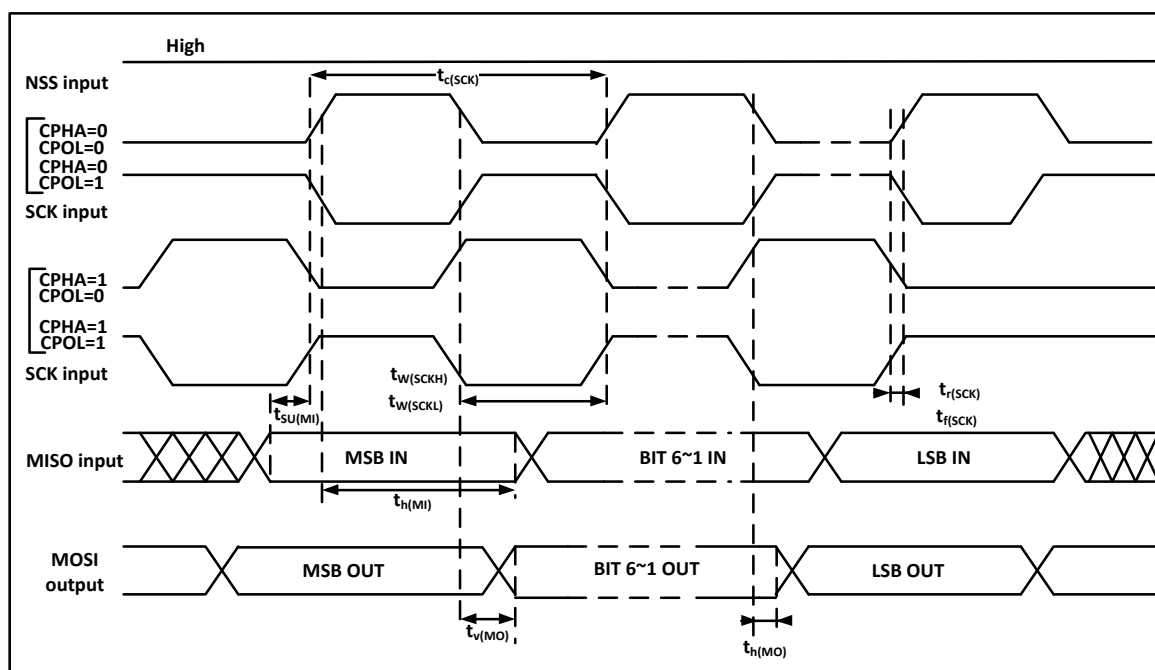 High
NSS input
tc(SCK)
CPHA=0
CPOL=0
CPHA=0
CPOL=1
SCK input
CPHA=1
CPOL=0
CPHA=1
CPOL=1
SCK input
tW(SCKH)
tW(SCKL)
tSU(MI)
tr(SCK)
tf(SCK)
MISO input
MSB IN
BIT 6~1 IN
LSB IN
th(MI)
MOSI
output
MSB OUT
BIT 6~1 OUT
LSB OUT
tv(MO)
th(MO)